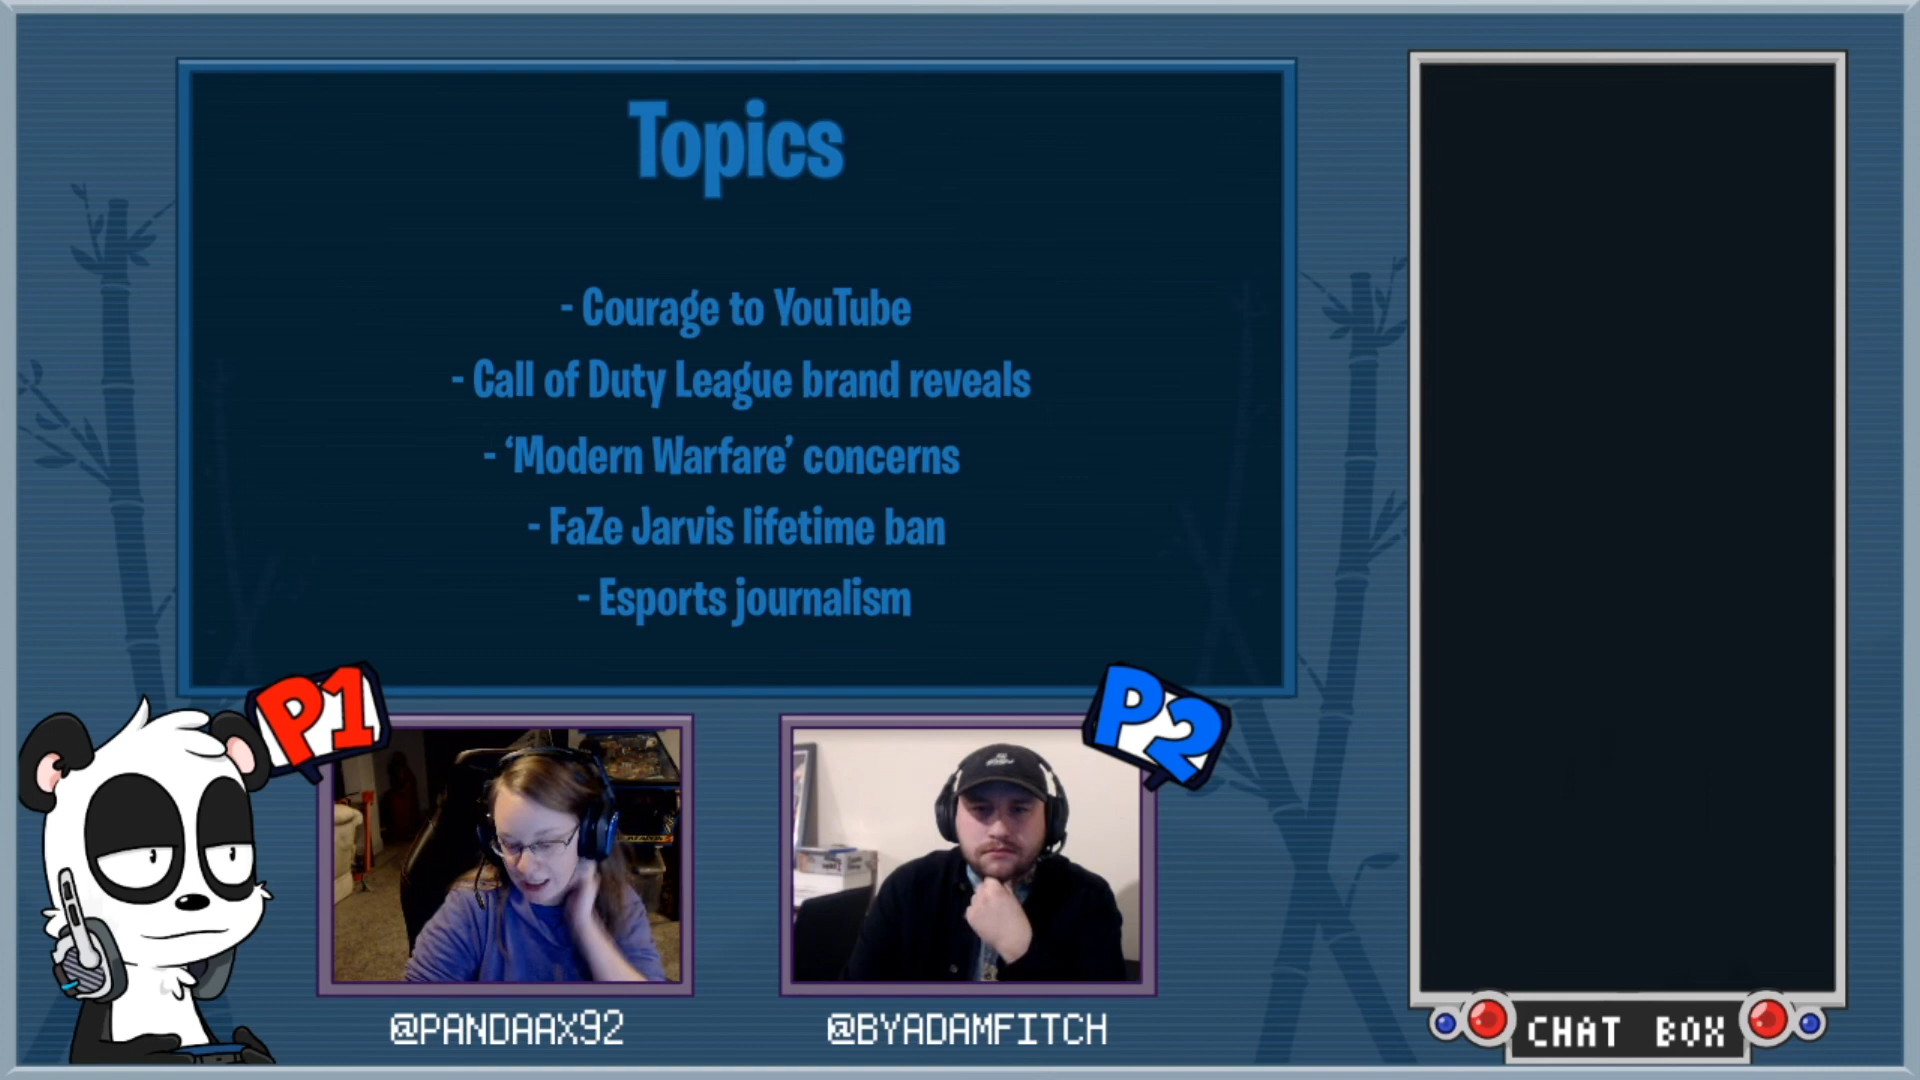 Topics
- Courage to YouTube
- Call of Duty League brand reveals
- ‘Modern Warfare’ concerns
- FaZe Jarvis lifetime ban
- Esports journalism
P1
P2
@PANDAAX92
@BYADAMFITCH
CHAT BOX